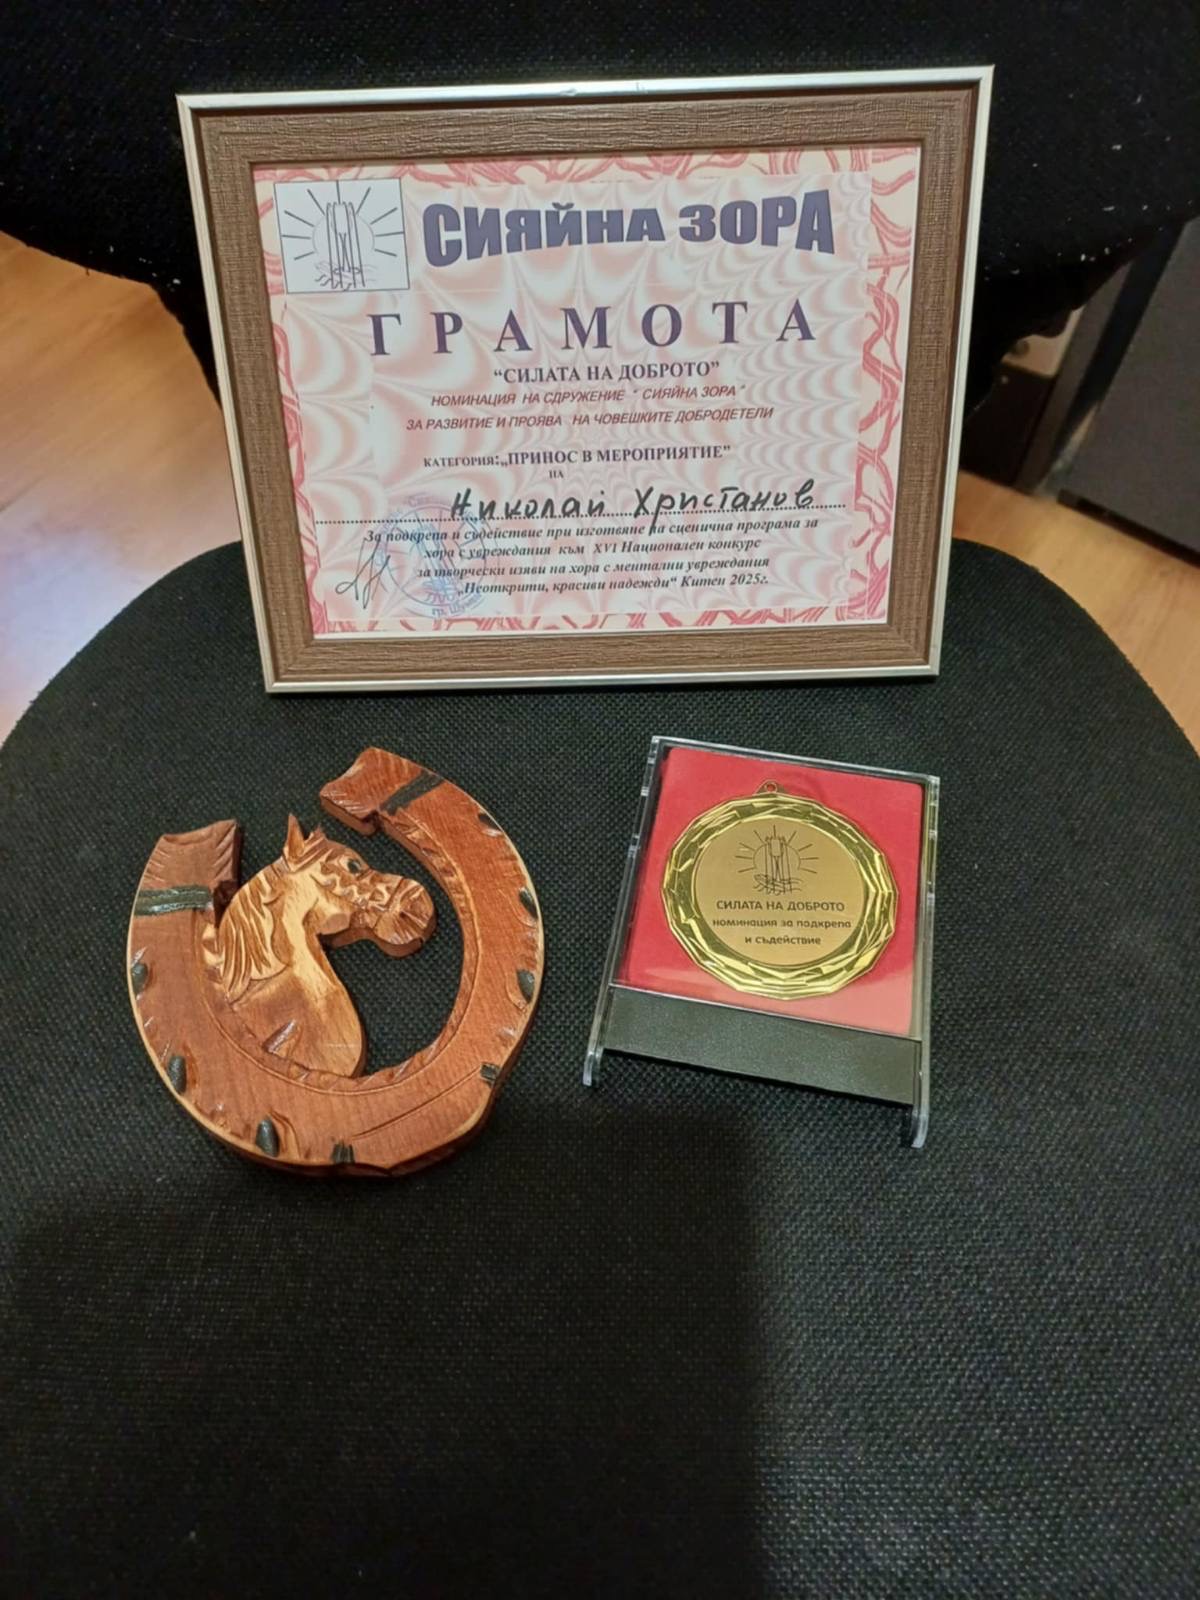 СИЯЙНА ЗОРА
ГРАМОТА
“СИЛАТА НА ДОБРОТО”
НОМИНАЦИЯ НА СДРУЖЕНИЕ “ СИЯЙНА ЗОРА ”
ЗА РАЗВИТИЕ И ПРОЯВА НА ЧОВЕШКИТЕ ДОБРОДЕТЕЛИ
КАТЕГОРИЯ:„ПРИНОС В МЕРОПРИЯТИЕ”
НА
Николай Христанов
За подкрепа и съдействие при изготвяне на сценична програма за
хора с увреждания към XVI Национален конкурс
за творчески изяви на хора с ментални увреждания
„Неоткрити, красиви надежди“ Китен 2025г.
СИЛАТА НА ДОБРОТО
номинация за подкрепа
и съдействие